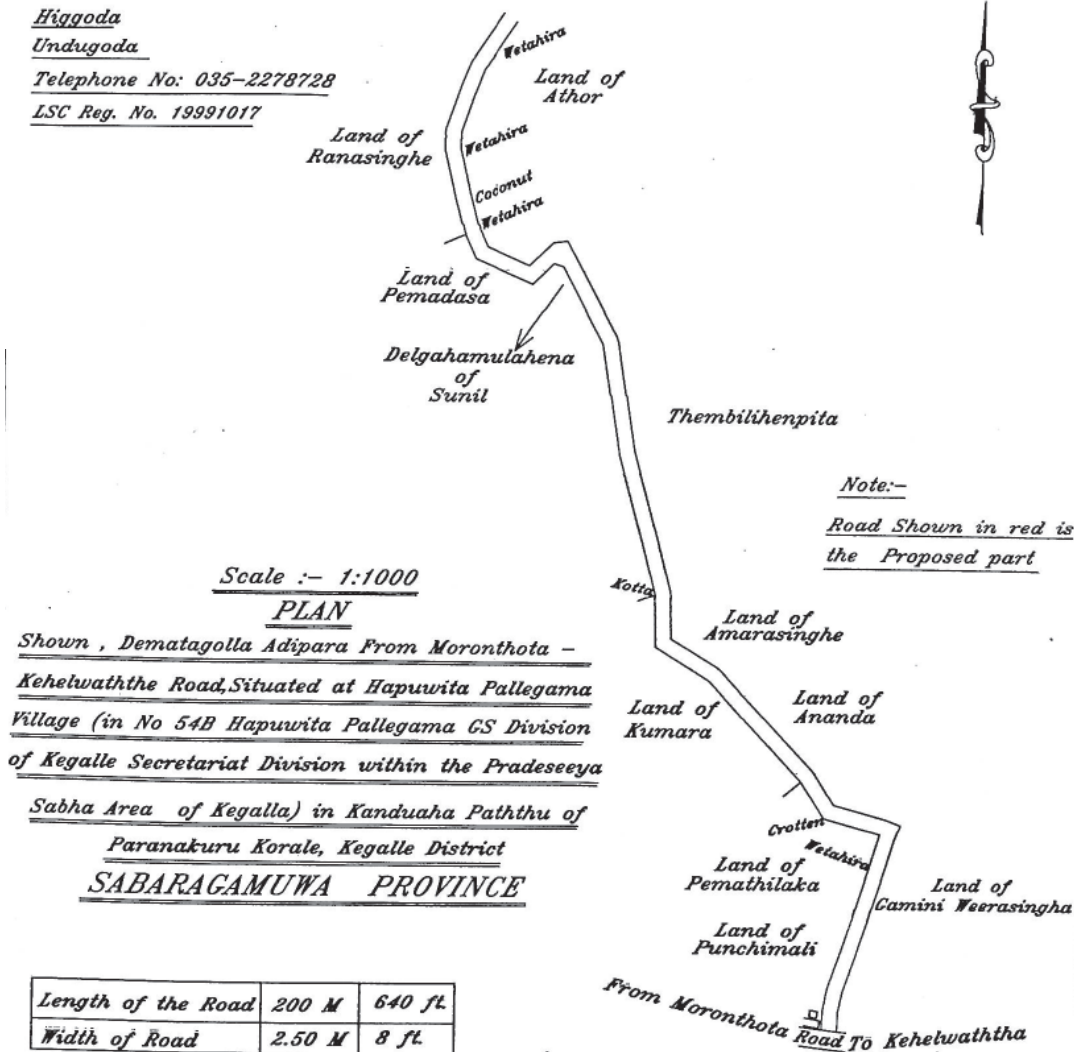 Higgoda
Undugoda
Telephone No: 035-2278728
LSC Reg. No. 19991017
Wetahira
Land of
Athor
Land of
Ranasinghe
Wetahira
Coconut
Wetahira
Land of
Pemadasa
Delgahamulahena
of
Sunil
Thembilihenpita
Note:-
Road Shown in red is
the Proposed part
Scale :- 1:1000
PLAN
Shown , Dematagolla Adipara From Moronthota -
Kehelwaththe Road,Situated at Hapuwita Pallegama
Village (in No 54B Hapuwita Pallegama GS Division
of Kegalle Secretariat Division within the Pradeseeya
Sabha Area of Kegalla) in Kanduaha Paththu of
Paranakuru Korale, Kegalle District
SABARAGAMUWA PROVINCE
Kotta
Land of
Amarasinghe
Land of
Kumara
Land of
Ananda
Crotten
Wetahira
Land of
Pemathilaka
Land of
Gamini Weerasingha
Land of
Punchimali
From Moronthota Road To Kehelwaththa
Length of the Road 200 M 640 ft.
Width of Road 2.50 M 8 ft.